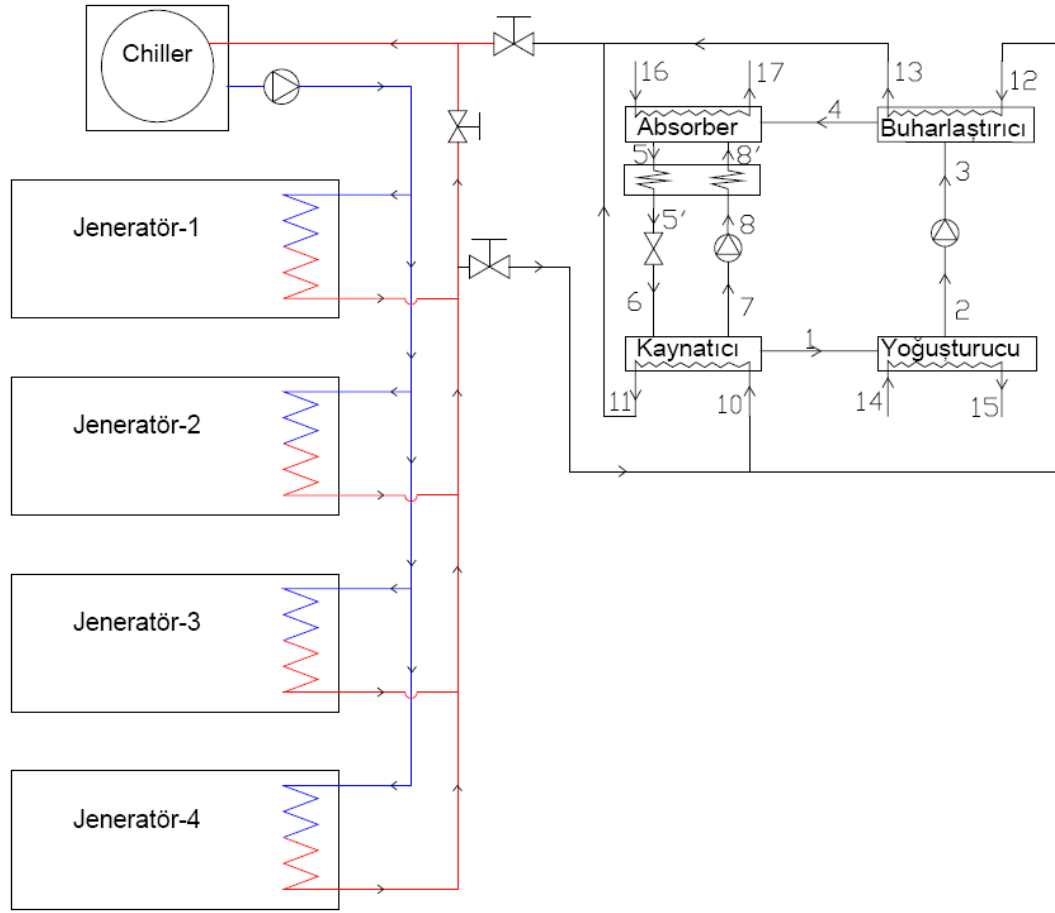 Chiller
16
17
13
12
Absorber
4
Buharlaştırıcı
5
8'
3
Jeneratör-1
5'
8
6
7
2
Kaynatıcı
1
Yoğuşturucu
11
10
14
15
Jeneratör-2
Jeneratör-3
Jeneratör-4